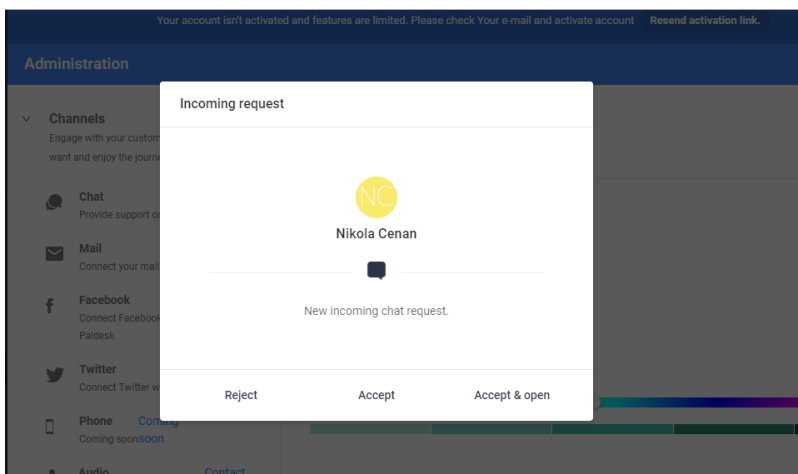 Your account isn't activated and features are limited. Please check Your e-mail and activate account Resend activation link.
Administration
Channels
Engage with your custom
want and enjoy the journe
Chat
Provide support or
Mail
Connect your mail
Facebook
Connect Facebook
Paldesk
Twitter
Connect Twitter w
Phone Coming
Coming soon soon
Audio Contact
Incoming request
NC
Nikola Cenan
New incoming chat request.
Reject Accept Accept & open